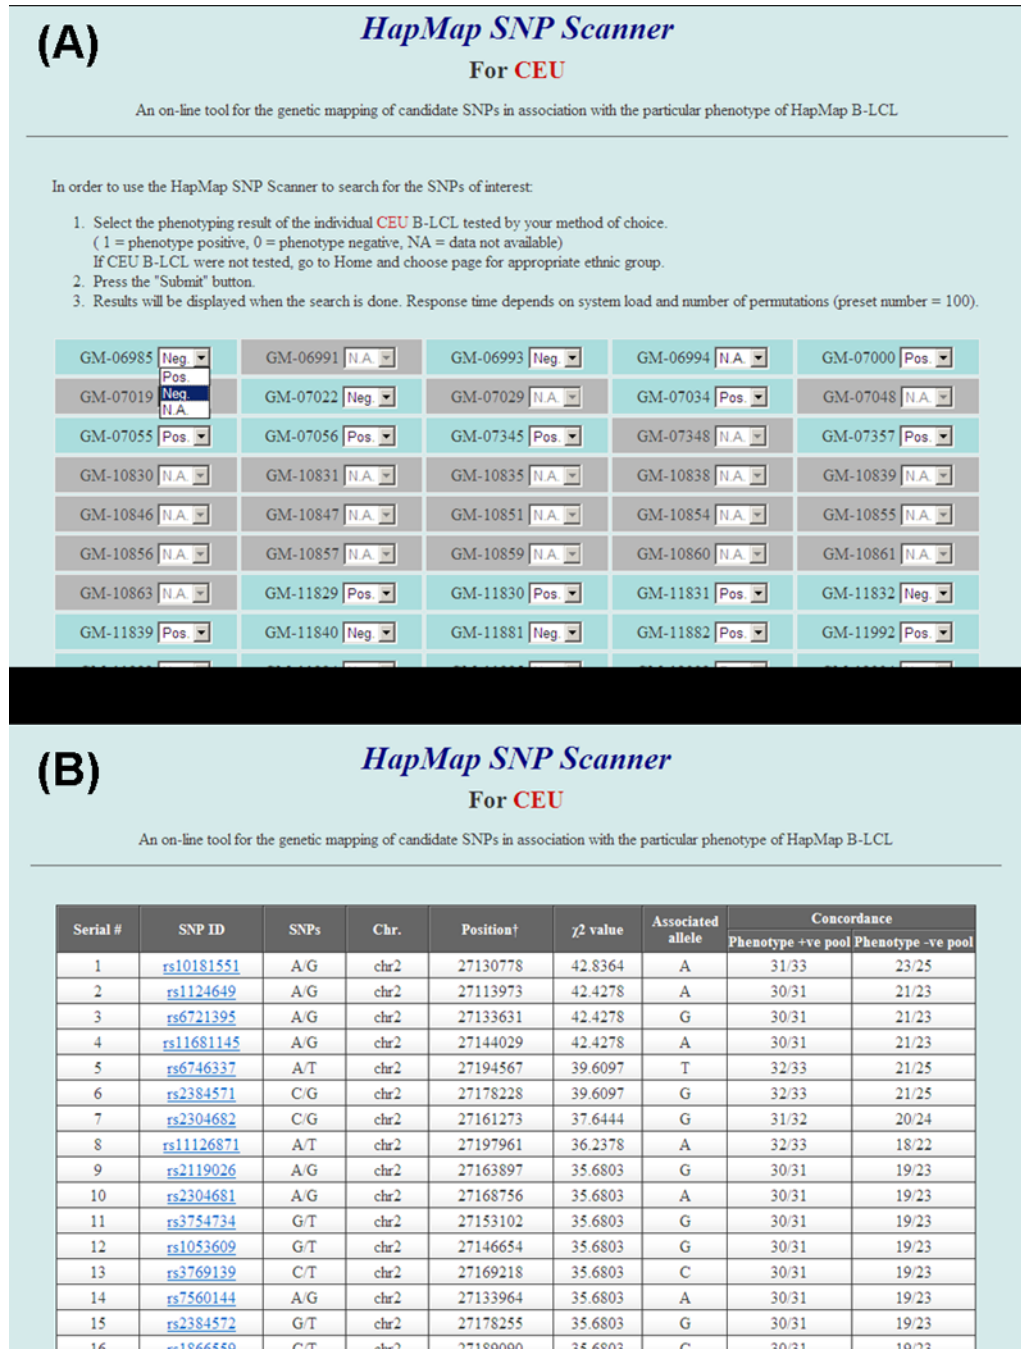 (A)
HapMap SNP Scanner
For CEU
An on-line tool for the genetic mapping of candidate SNPs in association with the particular phenotype of HapMap B-LCL
In order to use the HapMap SNP Scanner to search for the SNPs of interest:
1. Select the phenotyping result of the individual CEU B-LCL tested by your method of choice.
( 1 = phenotype positive, 0 = phenotype negative, NA = data not available)
If CEU B-LCL were not tested, go to Home and choose page for appropriate ethnic group.
2. Press the "Submit" button.
3. Results will be displayed when the search is done. Response time depends on system load and number of permutations (preset number = 100).
GM-06985 Neg. GM-06991 N.A. GM-06993 Neg. GM-06994 N.A. GM-07000 Pos.
Pos.
GM-07019 Neg. GM-07022 Neg. GM-07029 N.A. GM-07034 Pos. GM-07048 N.A.
N.A.
GM-07055 Pos. GM-07056 Pos. GM-07345 Pos. GM-07348 N.A. GM-07357 Pos.
GM-10830 N.A. GM-10831 N.A. GM-10835 N.A. GM-10838 N.A. GM-10839 N.A.
GM-10846 N.A. GM-10847 N.A. GM-10851 N.A. GM-10854 N.A. GM-10855 N.A.
GM-10856 N.A. GM-10857 N.A. GM-10859 N.A. GM-10860 N.A. GM-10861 N.A.
GM-10863 N.A. GM-11829 Pos. GM-11830 Pos. GM-11831 Pos. GM-11832 Neg.
GM-11839 Pos. GM-11840 Neg. GM-11881 Neg. GM-11882 Pos. GM-11992 Pos.
(B)
HapMap SNP Scanner
For CEU
An on-line tool for the genetic mapping of candidate SNPs in association with the particular phenotype of HapMap B-LCL
Serial # SNP ID SNPs Chr. Position† χ2 value Associated allele Concordance
Phenotype +ve pool Phenotype -ve pool
1 rs10181551 A/G chr2 27130778 42.8364 A 31/33 23/25
2 rs1124649 A/G chr2 27113973 42.4278 A 30/31 21/23
3 rs6721395 A/G chr2 27133631 42.4278 G 30/31 21/23
4 rs11681145 A/G chr2 27144029 42.4278 A 30/31 21/23
5 rs6746337 A/T chr2 27194567 39.6097 T 32/33 21/25
6 rs2384571 C/G chr2 27178228 39.6097 G 32/33 21/25
7 rs2304682 C/G chr2 27161273 37.6444 G 31/32 20/24
8 rs11126871 A/T chr2 27197961 36.2378 A 32/33 18/22
9 rs2119026 A/G chr2 27163897 35.6803 G 30/31 19/23
10 rs2304681 A/G chr2 27168756 35.6803 A 30/31 19/23
11 rs3754734 G/T chr2 27153102 35.6803 G 30/31 19/23
12 rs1053609 G/T chr2 27146654 35.6803 G 30/31 19/23
13 rs3769139 C/T chr2 27169218 35.6803 C 30/31 19/23
14 rs7560144 A/G chr2 27133964 35.6803 A 30/31 19/23
15 rs2384572 G/T chr2 27178255 35.6803 G 30/31 19/23
16 rs1866559 C/T chr2 27189090 35.6803 C 30/31 19/23